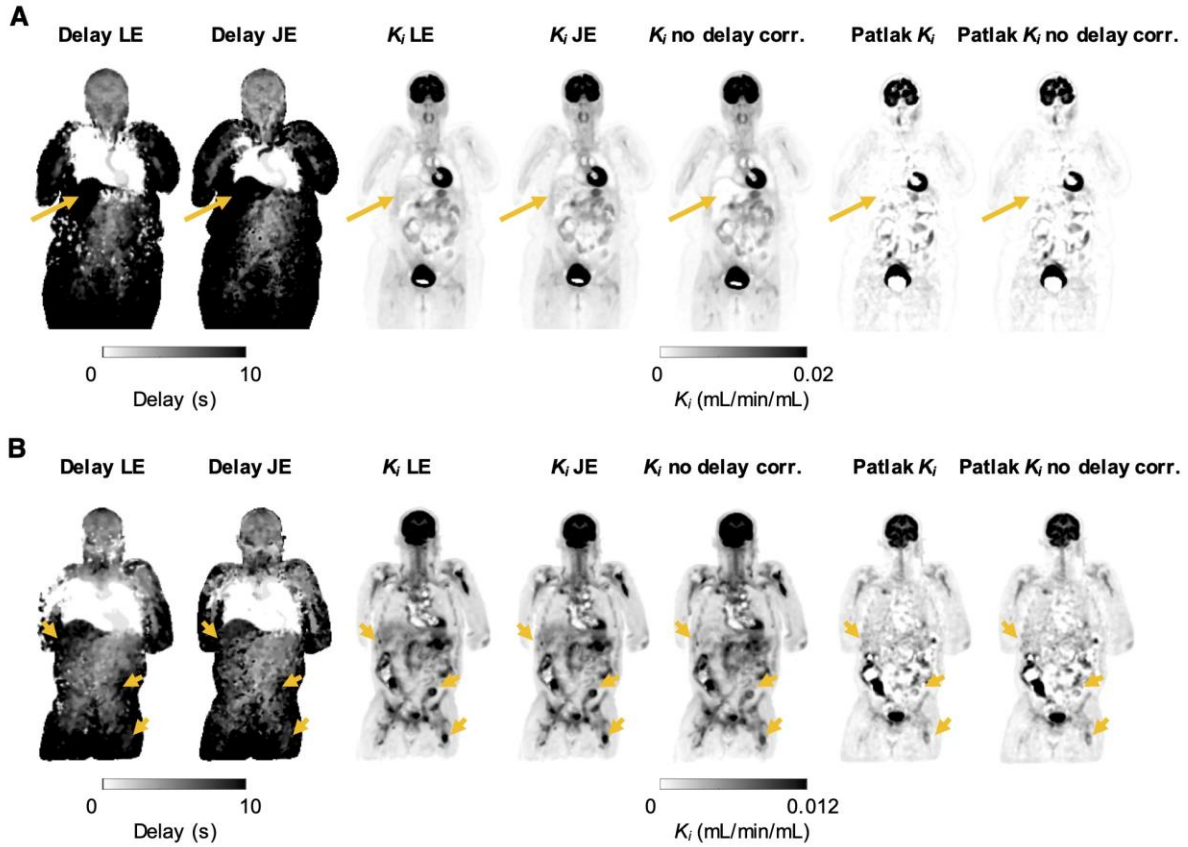 A
Delay LE Delay JE Ki LE Ki JE Ki no delay corr. Patlak Ki Patlak Ki no delay corr.
0 10
Delay (s)
0 0.02
Ki (mL/min/mL)
B
Delay LE Delay JE Ki LE Ki JE Ki no delay corr. Patlak Ki Patlak Ki no delay corr.
0 10
Delay (s)
0 0.012
Ki (mL/min/mL)